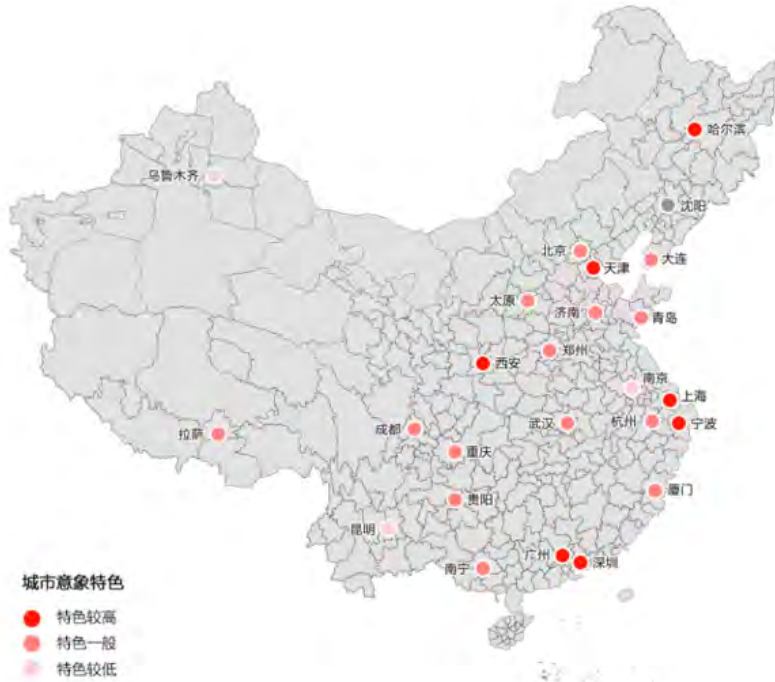 哈尔滨
乌鲁木齐
沈阳
北京
大连
天津
太原
济南
青岛
郑州
西安
南京
上海
拉萨
成都
武汉
杭州
宁波
重庆
贵阳
厦门
昆明
广州
深圳
南宁
城市意象特色
特色较高
特色一般
特色较低